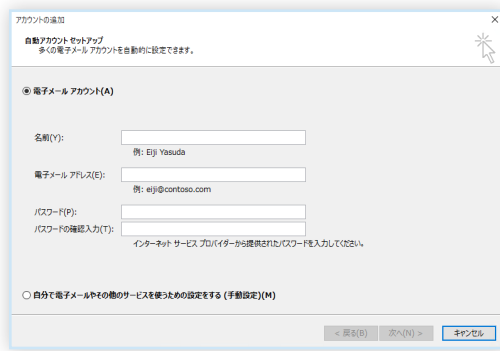 アカウントの追加
自動アカウント セットアップ
多くの電子メール アカウントを自動的に設定できます。
電子メール アカウント(A)
名前(Y):
例: Eiji Yasuda
電子メール アドレス(E):
例: eiji@contoso.com
パスワード(P):
パスワードの確認入力(T):
インターネット サービス プロバイダーから提供されたパスワードを入力してください。
自分で電子メールやその他のサービスを使うための設定をする (手動設定)(M)
< 戻る(B) 次へ(N) > キャンセル